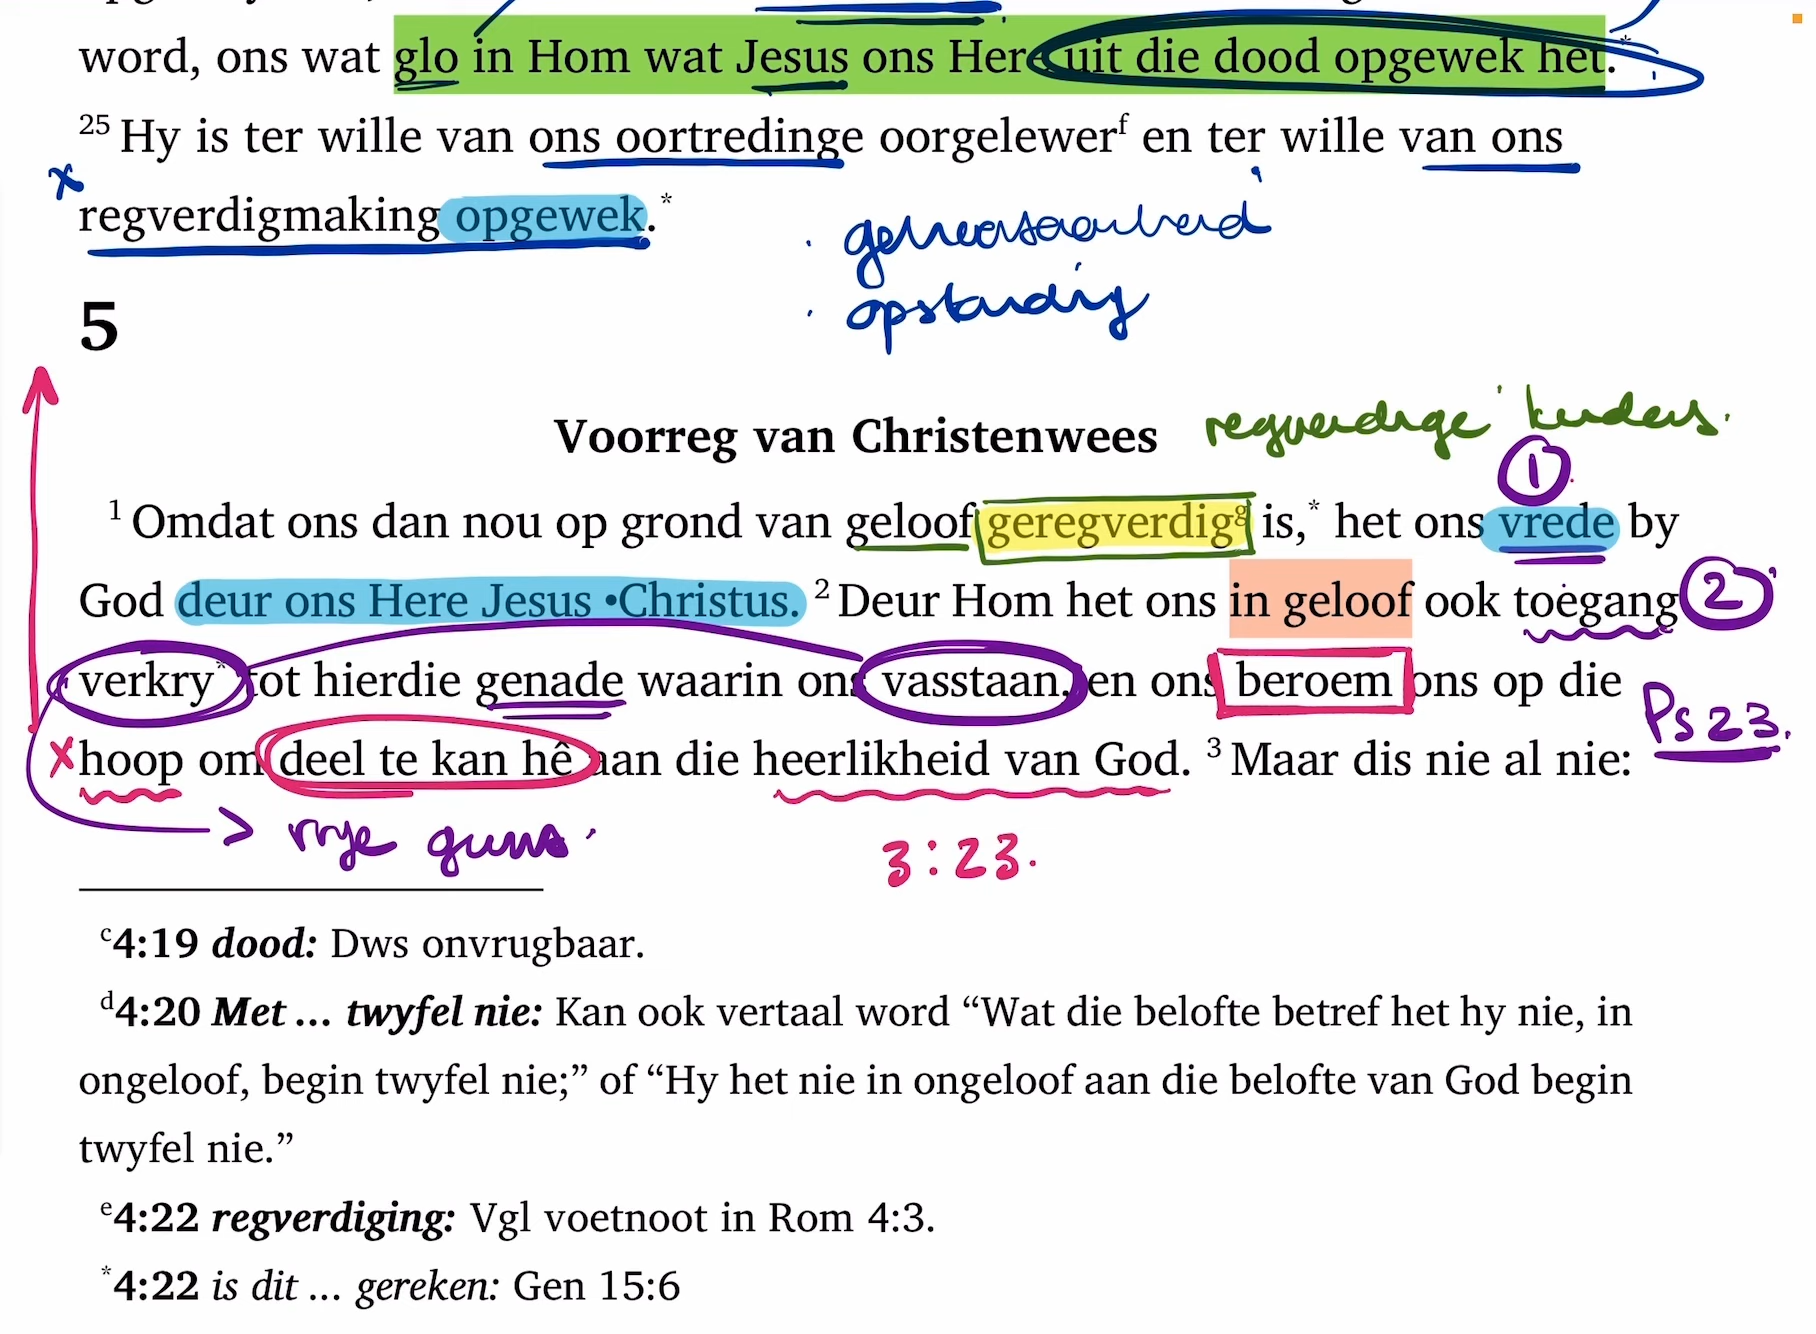 word, ons wat glo in Hom wat Jesus ons Here uit die dood opgewek het.*
25 Hy is ter wille van ons oortredinge oorgelewerf en ter wille van ons
x
regverdigmaking opgewek.*
· gehoorsaamheid
· opstanding
5
Voorreg van Christenwees
regverdige kinders.
1
1 Omdat ons dan nou op grond van geloof geregverdigg is,* het ons vrede by
God deur ons Here Jesus •Christus. 2 Deur Hom het ons in geloof ook toegang 2
verkry* tot hierdie genade waarin ons vasstaan, en ons beroem ons op die
Ps 23.
x hoop om deel te kan hê aan die heerlikheid van God. 3 Maar dis nie al nie:
> vrye guns.
3:23.
c4:19 dood: Dws onvrugbaar.
d4:20 Met ... twyfel nie: Kan ook vertaal word “Wat die belofte betref het hy nie, in
ongeloof, begin twyfel nie;” of “Hy het nie in ongeloof aan die belofte van God begin
twyfel nie.”
e4:22 regverdiging: Vgl voetnoot in Rom 4:3.
*4:22 is dit ... gereken: Gen 15:6